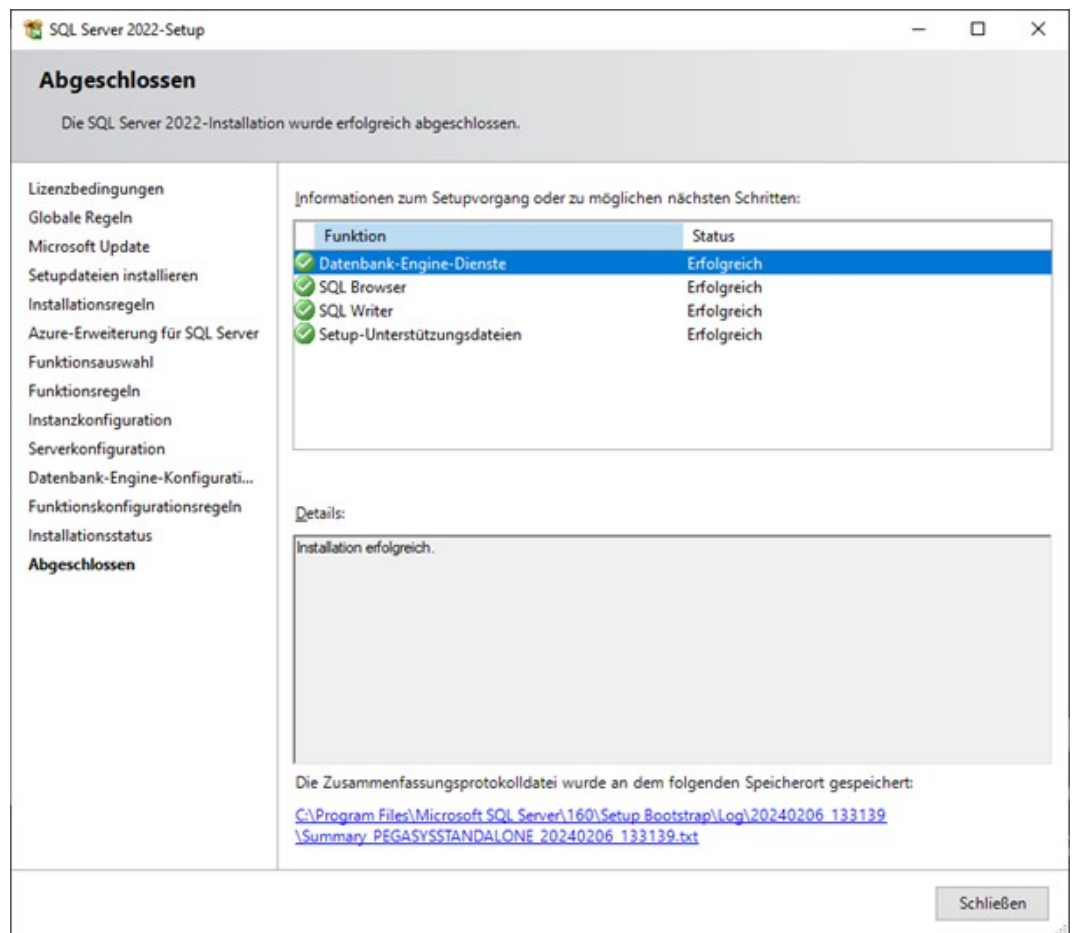 SQL Server 2022-Setup
Abgeschlossen
Die SQL Server 2022-Installation wurde erfolgreich abgeschlossen.
Lizenzbedingungen
Globale Regeln
Microsoft Update
Setupdateien installieren
Installationsregeln
Azure-Erweiterung für SQL Server
Funktionsauswahl
Funktionsregeln
Instanzkonfiguration
Serverkonfiguration
Datenbank-Engine-Konfigurati...
Funktionskonfigurationsregeln
Installationsstatus
Abgeschlossen
Informationen zum Setupvorgang oder zu möglichen nächsten Schritten:
Funktion Status
Datenbank-Engine-Dienste Erfolgreich
SQL Browser Erfolgreich
SQL Writer Erfolgreich
Setup-Unterstützungsdateien Erfolgreich
Details:
Installation erfolgreich.
Die Zusammenfassungsprotokolldatei wurde an dem folgenden Speicherort gespeichert:
C:\Program Files\Microsoft SQL Server\160\Setup Bootstrap\Log\20240206_133139
\Summary_PEGASYSSTANDALONE_20240206_133139.txt
Schließen